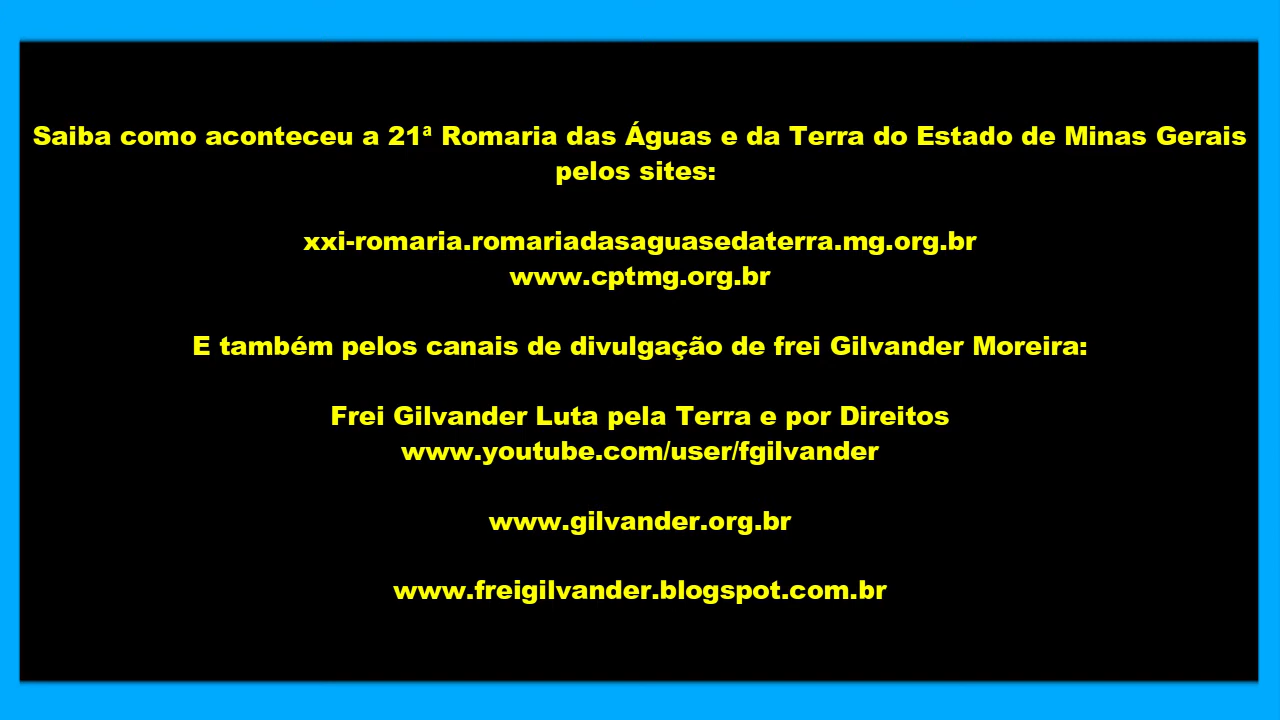 Saiba como aconteceu a 21ª Romaria das Águas e da Terra do Estado de Minas Gerais
pelos sites:
xxi-romaria.romariadasaguasedaterra.mg.org.br
www.cptmg.org.br
E também pelos canais de divulgação de frei Gilvander Moreira:
Frei Gilvander Luta pela Terra e por Direitos
www.youtube.com/user/fgilvander
www.gilvander.org.br
www.freigilvander.blogspot.com.br